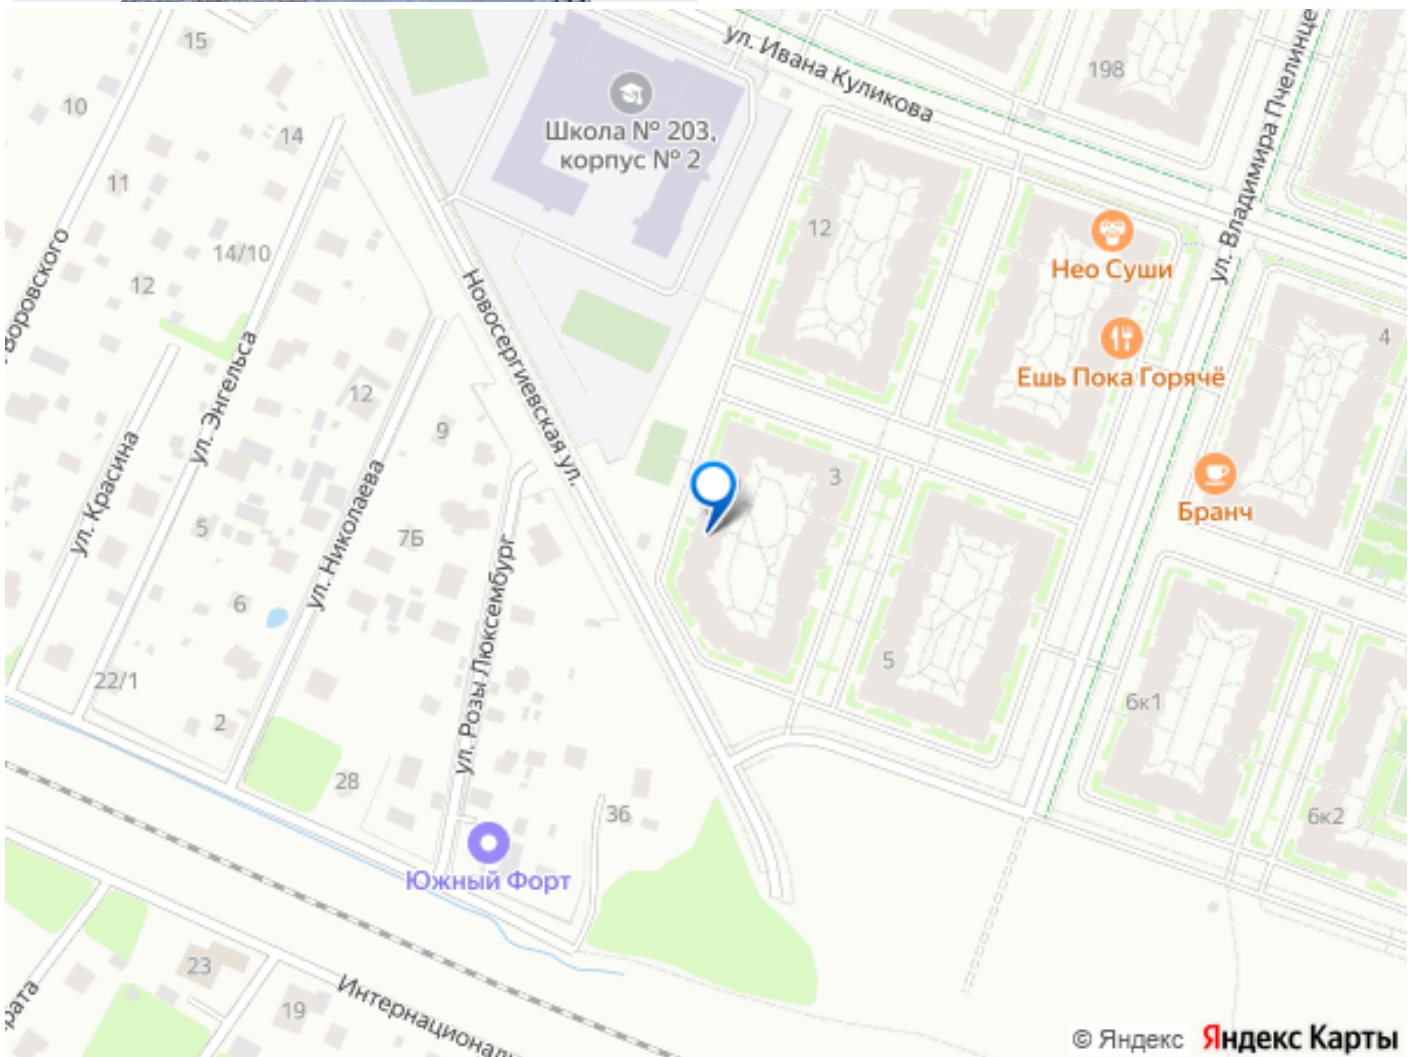 15
ул. Ивана Куликова
198
ул. Владимира Пчелинце
10
14
Школа № 203,
корпус № 2
11
12
14/10
Нео Суши
Воровского
12
Новосергиевская ул.
4
Ешь Пока Горячё
ул. Энгельса
12
9
3
ул. Красина
Бранч
5
ул. Николаева
7Б
6
ул. Розы Люксембург
5
22/1
6к1
2
28
36
6к2
Южный Форт
23
рата
19
Интернациональ
© Яндекс Яндекс Карты